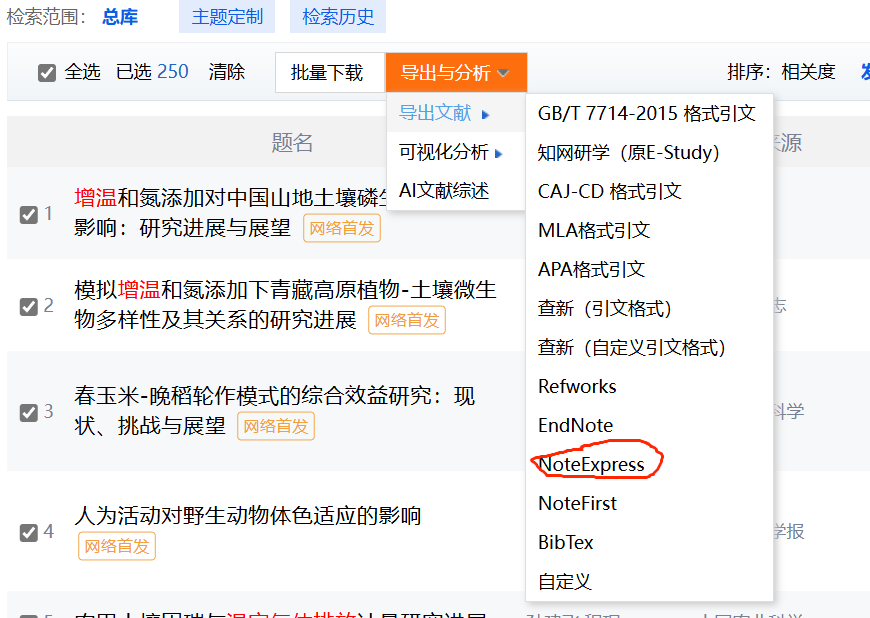 检索范围： 总库 主题定制 检索历史
全选 已选 250 清除 批量下载 导出与分析 排序： 相关度
题名
导出文献
可视化分析
AI文献综述
GB/T 7714-2015 格式引文
知网研学（原E-Study）
CAJ-CD 格式引文
MLA格式引文
APA格式引文
查新（引文格式）
查新（自定义引文格式）
Refworks
EndNote
NoteExpress
NoteFirst
BibTex
自定义
1 增温和氮添加对中国山地土壤磷
影响：研究进展与展望 网络首发
2 模拟增温和氮添加下青藏高原植物-土壤微生
物多样性及其关系的研究进展 网络首发
志
3 春玉米-晚稻轮作模式的综合效益研究：现
状、挑战与展望 网络首发
科学
4 人为活动对野生动物体色适应的影响
网络首发
学报